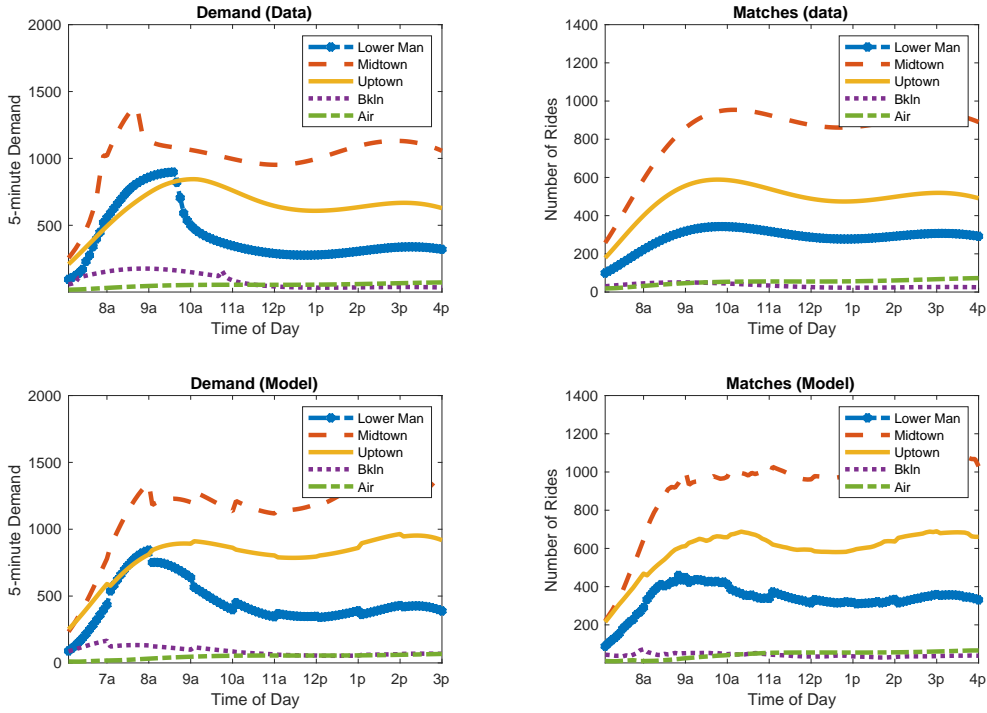 Demand (Data)
2000
1500
1000
500
5-minute Demand
8a 9a 10a 11a 12p 1p 2p 3p 4p
Time of Day
Lower Man
Midtown
Uptown
Bkln
Air
Matches (data)
1400
1200
1000
800
600
400
200
0
Number of Rides
8a 9a 10a 11a 12p 1p 2p 3p 4p
Time of Day
Lower Man
Midtown
Uptown
Bkln
Air
Demand (Model)
2000
1500
1000
500
0
5-minute Demand
7a 8a 9a 10a 11a 12p 1p 2p 3p
Time of Day
Lower Man
Midtown
Uptown
Bkln
Air
Matches (Model)
1400
1200
1000
800
600
400
200
Number of Rides
8a 9a 10a 11a 12p 1p 2p 3p 4p
Time of Day
Lower Man
Midtown
Uptown
Bkln
Air